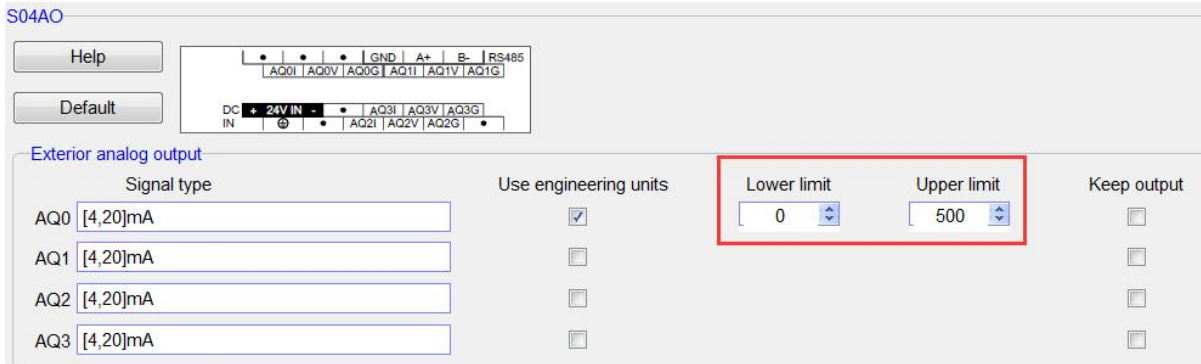 S04AO
Help
Default
• • • GND A+ B- RS485
AQ0I AQ0V AQ0G AQ1I AQ1V AQ1G
DC + 24V IN - • AQ3I AQ3V AQ3G
IN • AQ2I AQ2V AQ2G •
Exterior analog output
Signal type Use engineering units Lower limit Upper limit Keep output
AQ0 [4,20]mA 0 500
AQ1 [4,20]mA
AQ2 [4,20]mA
AQ3 [4,20]mA